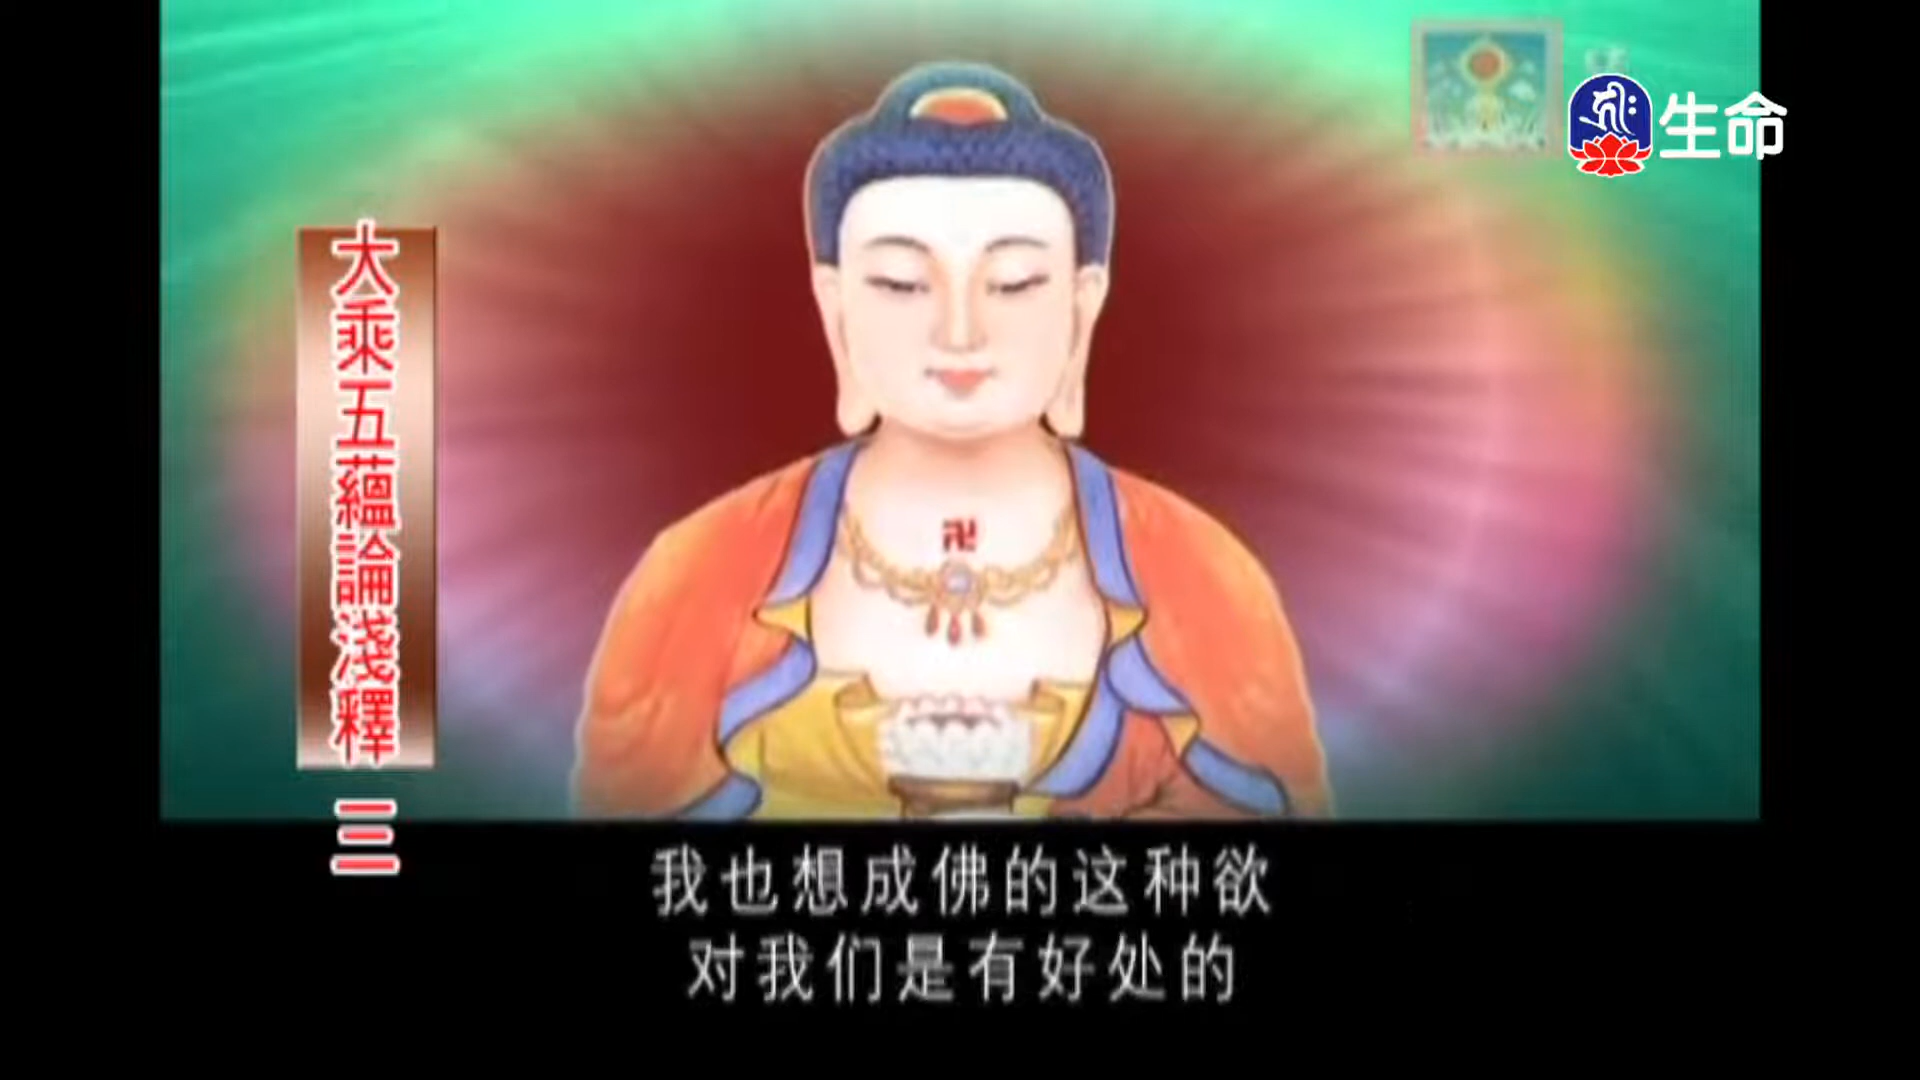 生命
大乘五蘊論淺釋 三
我也想成佛的这种欲
对我们是有好处的